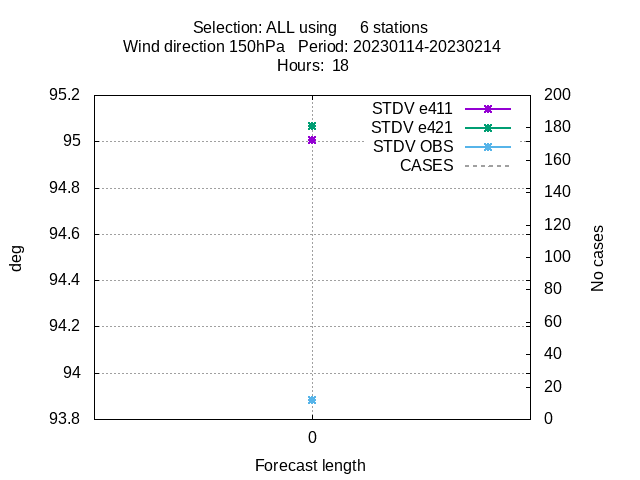 Selection: ALL using      6 stations
Wind direction 150hPa   Period: 20230114-20230214
Hours:  18
95.2
95
94.8
94.6
94.4
94.2
94
93.8
deg
STDV e411
STDV e421
STDV OBS
CASES
200
180
160
140
120
100
80
60
40
20
0
No cases
0
Forecast length